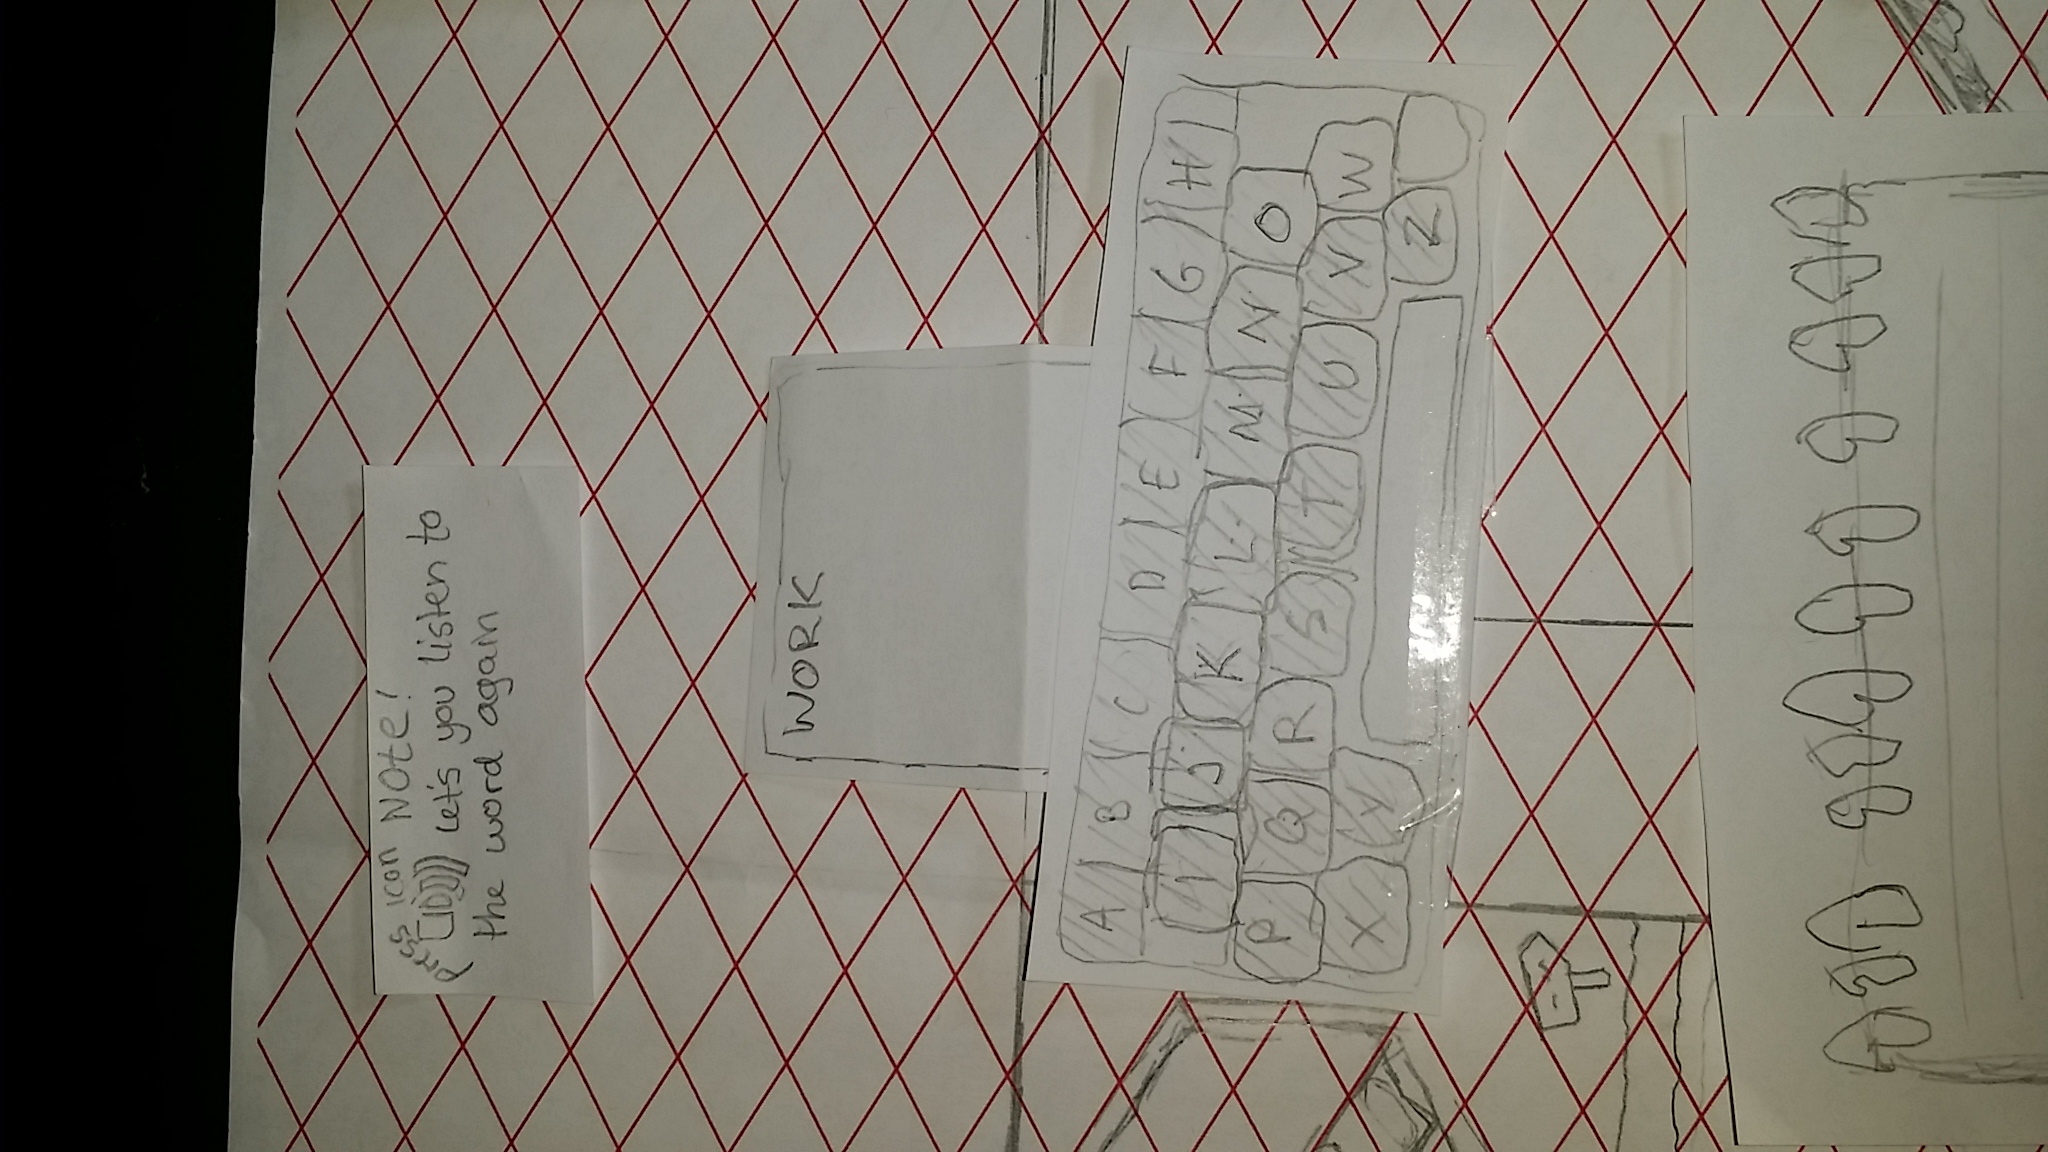 press icon NOTE!
let's you listen to
the word again
WORK
A B C D E F G H
I J K L M N O
P Q R S T U V W
X Y Z